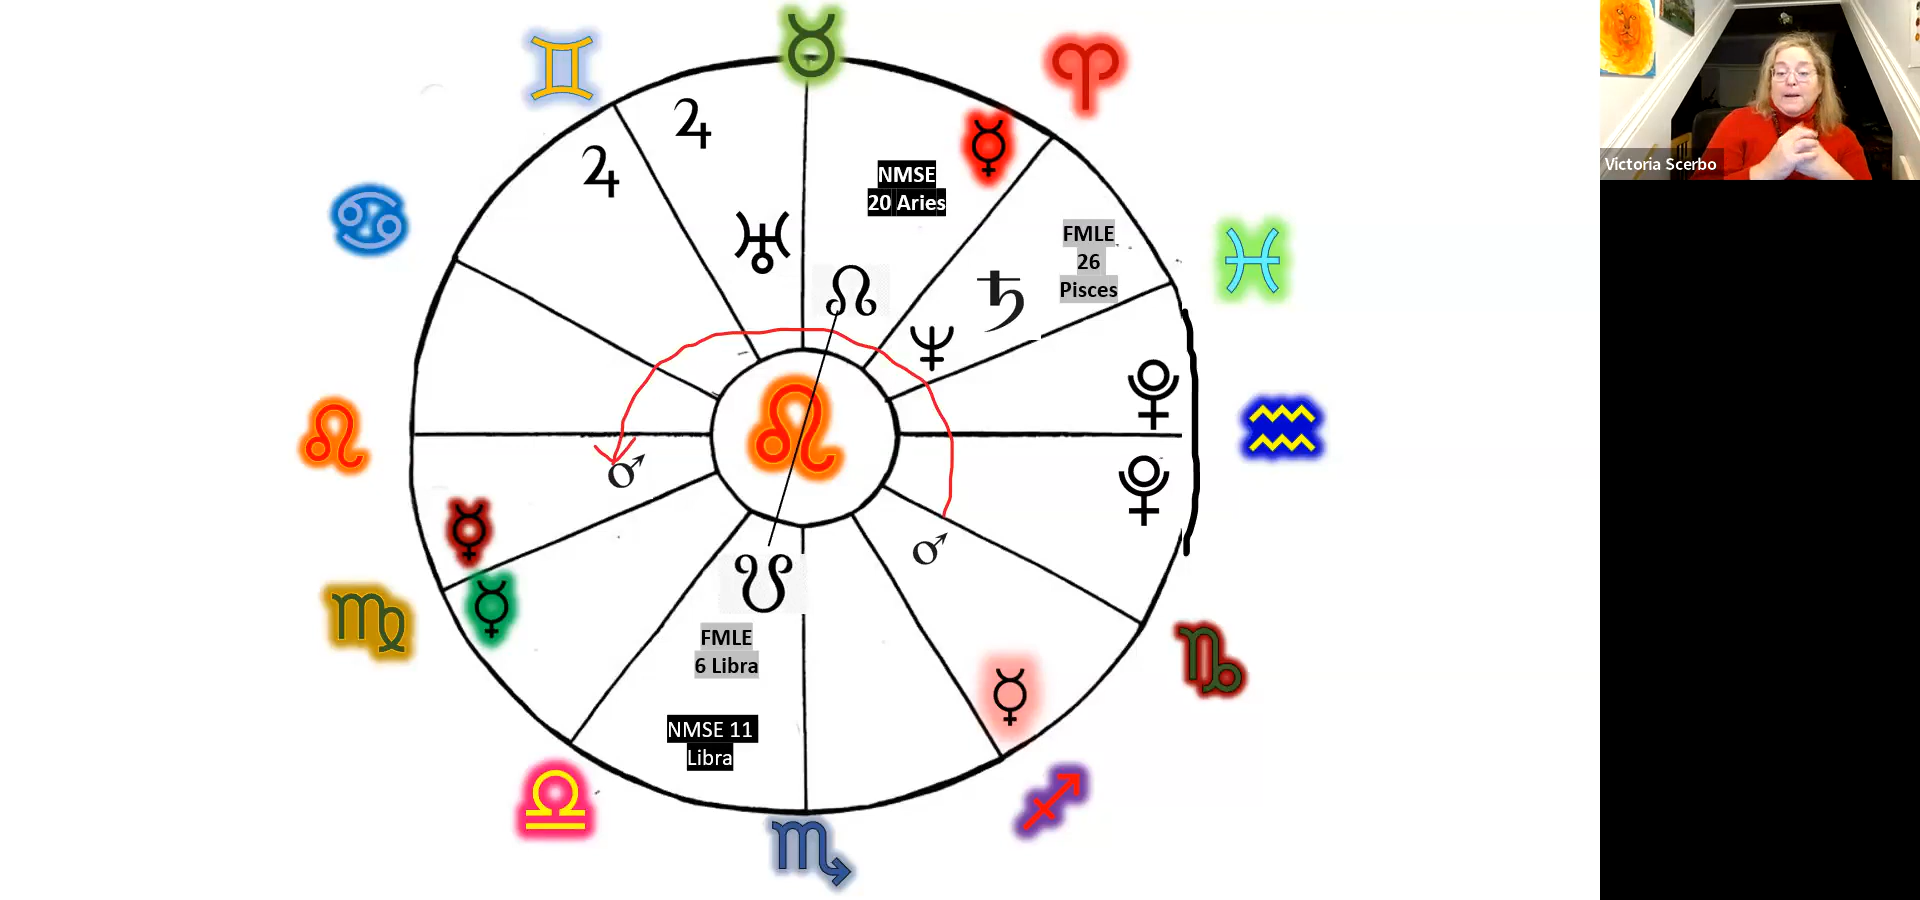 NMSE
20 Aries
FMLE
26
Pisces
FMLE
6 Libra
NMSE 11
Libra
Victoria Scerbo